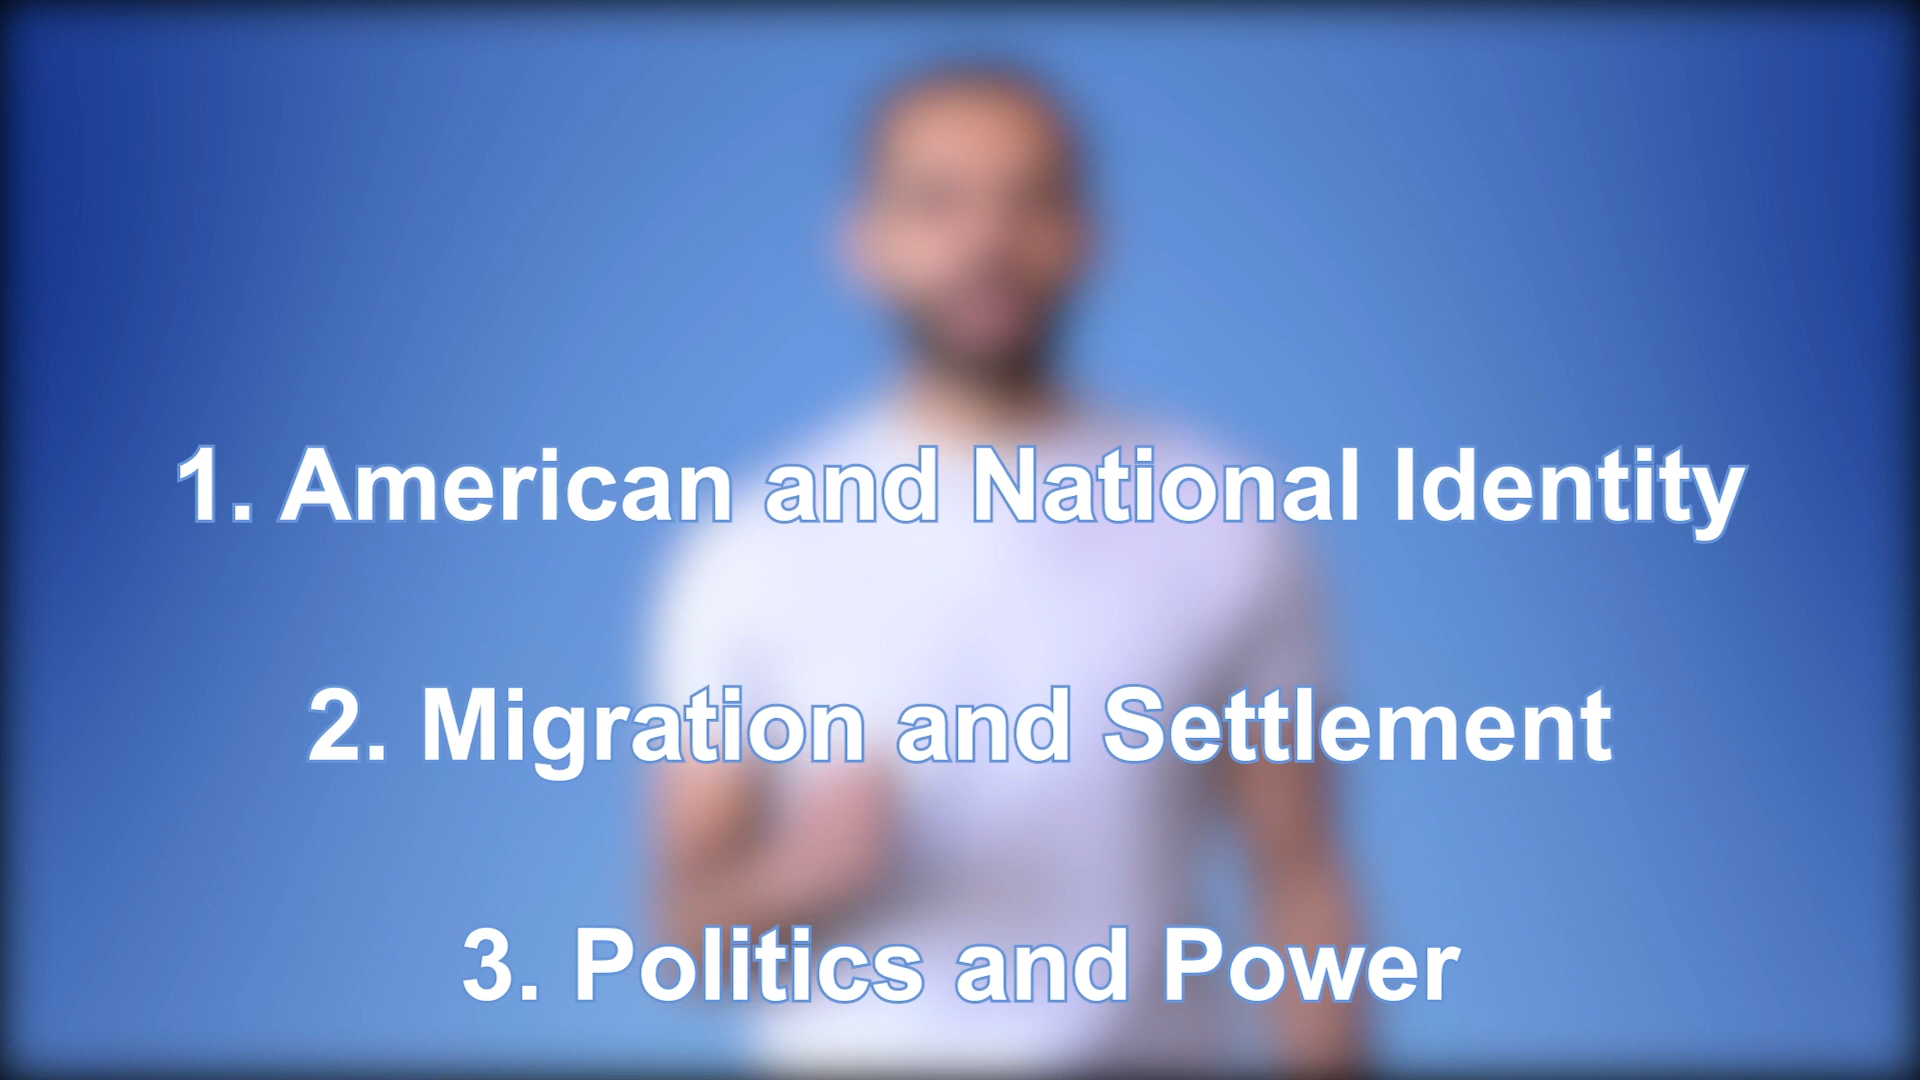 1. American and National Identity
2. Migration and Settlement
3. Politics and Power